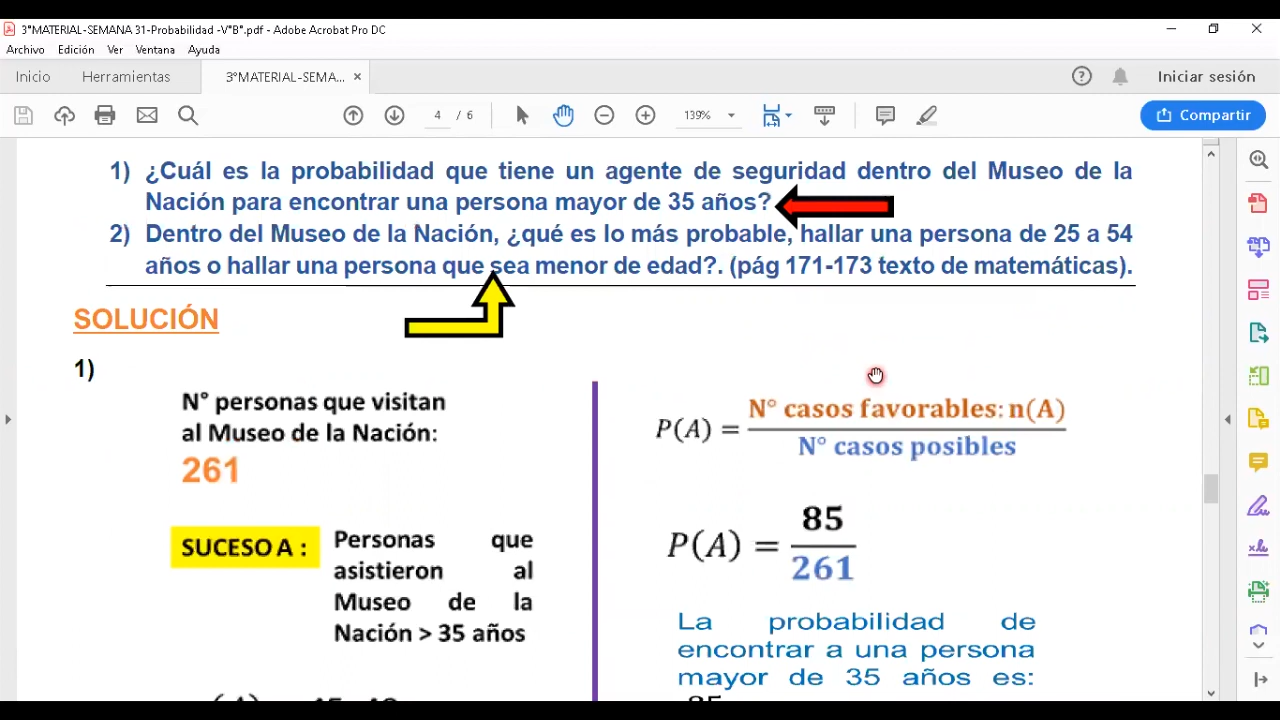 3°MATERIAL-SEMANA 31-Probabilidad -V°B°.pdf - Adobe Acrobat Pro DC
Archivo Edición Ver Ventana Ayuda
Inicio Herramientas 3°MATERIAL-SEMA... × Iniciar sesión
4 / 6 139% Compartir
1) ¿Cuál es la probabilidad que tiene un agente de seguridad dentro del Museo de la
Nación para encontrar una persona mayor de 35 años?
2) Dentro del Museo de la Nación, ¿qué es lo más probable, hallar una persona de 25 a 54
años o hallar una persona que sea menor de edad?. (pág 171-173 texto de matemáticas).
SOLUCIÓN
1)
N° personas que visitan
al Museo de la Nación:
261
SUCESO A :
Personas que
asistieron al
Museo de la
Nación > 35 años
P(A) = N° casos favorables: n(A)
N° casos posibles
P(A) = 85
261
La probabilidad de
encontrar a una persona
mayor de 35 años es:
85